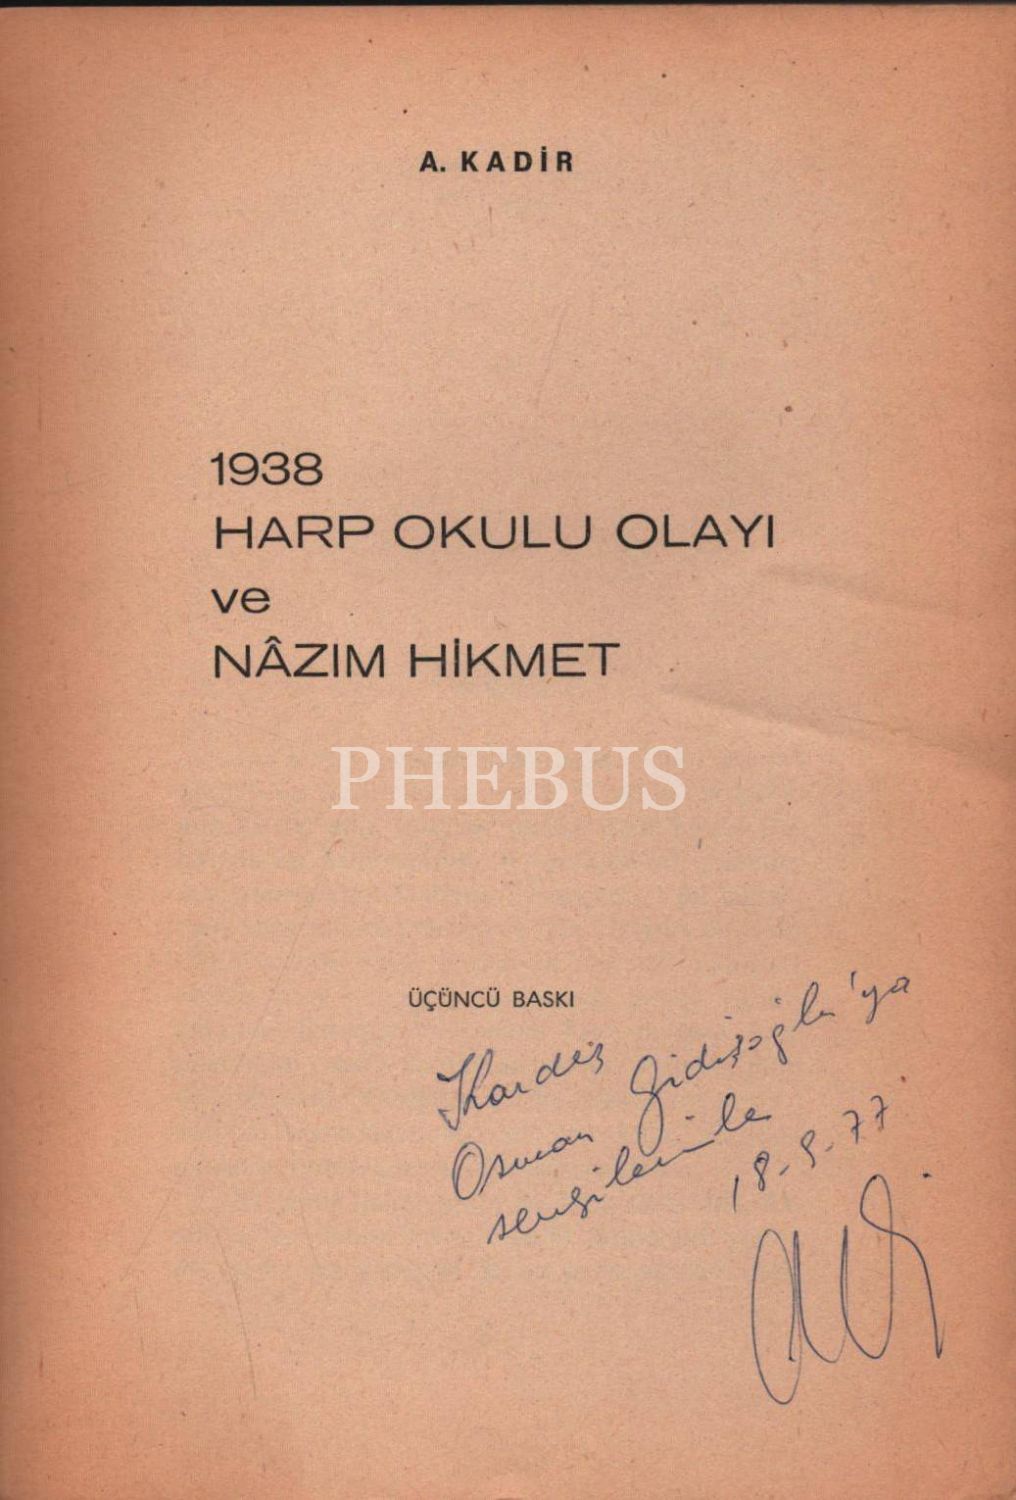 A. KADİR
1938
HARP OKULU OLAYI
ve
NÂZIM HİKMET
PHEBUS
ÜÇÜNCÜ BASKI
Kardeş
Osman Gidişoğlu'ya
sevgilerimle
18-9-77